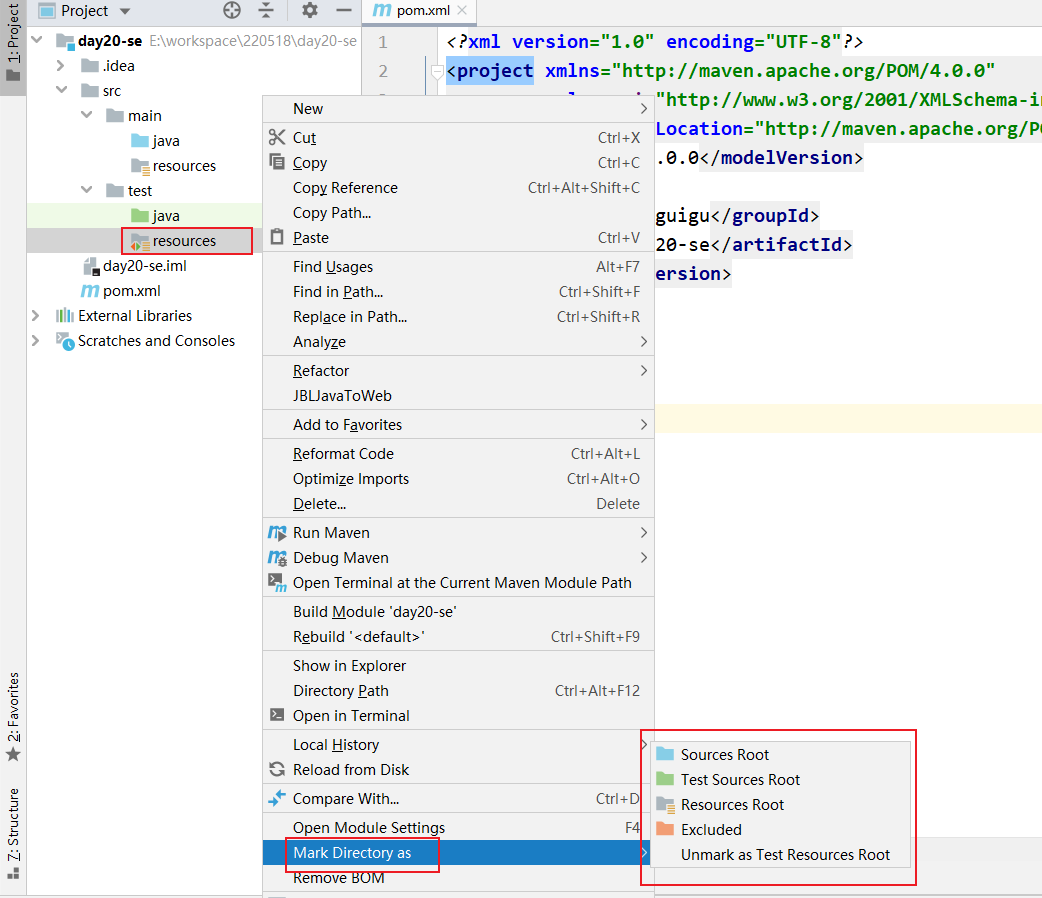 Project
pom.xml
1: Project
2: Favorites
7: Structure
day20-se E:\workspace\220518\day20-se
.idea
src
main
java
resources
test
java
resources
day20-se.iml
pom.xml
External Libraries
Scratches and Consoles
1 <?xml version="1.0" encoding="UTF-8"?>
2 <project xmlns="http://maven.apache.org/POM/4.0.0"
"http://www.w3.org/2001/XMLSchema-in
Location="http://maven.apache.org/PO
.0.0</modelVersion>
guigu</groupId>
20-se</artifactId>
ersion>
New
Cut Ctrl+X
Copy Ctrl+C
Copy Reference Ctrl+Alt+Shift+C
Copy Path...
Paste Ctrl+V
Find Usages Alt+F7
Find in Path... Ctrl+Shift+F
Replace in Path... Ctrl+Shift+R
Analyze
Refactor
JBLJavaToWeb
Add to Favorites
Reformat Code Ctrl+Alt+L
Optimize Imports Ctrl+Alt+O
Delete... Delete
Run Maven
Debug Maven
Open Terminal at the Current Maven Module Path
Build Module 'day20-se'
Rebuild '<default>' Ctrl+Shift+F9
Show in Explorer
Directory Path Ctrl+Alt+F12
Open in Terminal
Local History
Reload from Disk
Compare With... Ctrl+D
Open Module Settings F4
Mark Directory as
Remove BOM
Sources Root
Test Sources Root
Resources Root
Excluded
Unmark as Test Resources Root